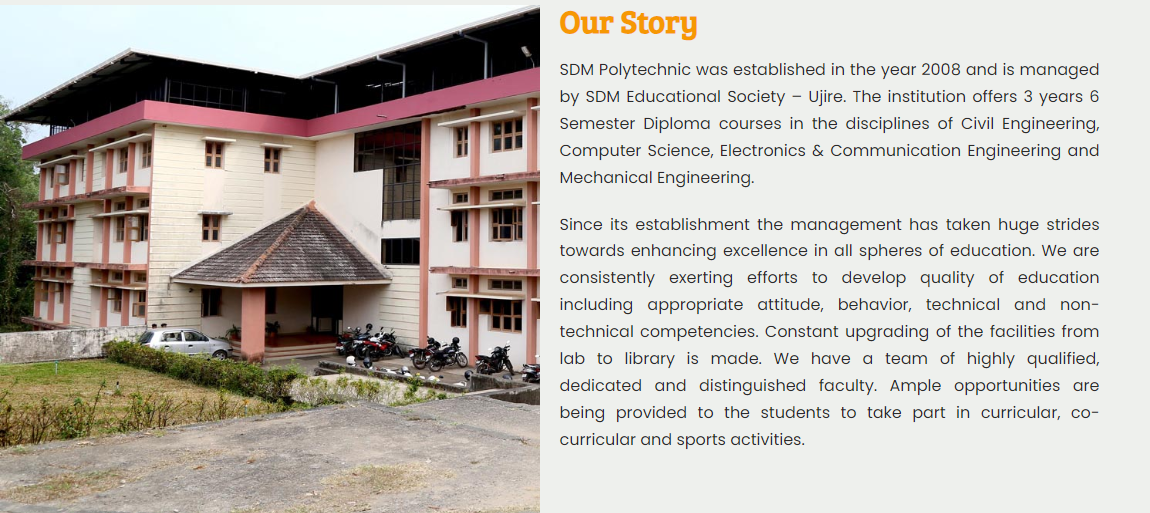 Our Story
SDM Polytechnic was established in the year 2008 and is managed
by SDM Educational Society – Ujire. The institution offers 3 years 6
Semester Diploma courses in the disciplines of Civil Engineering,
Computer Science, Electronics & Communication Engineering and
Mechanical Engineering.
Since its establishment the management has taken huge strides
towards enhancing excellence in all spheres of education. We are
consistently exerting efforts to develop quality of education
including appropriate attitude, behavior, technical and non-
technical competencies. Constant upgrading of the facilities from
lab to library is made. We have a team of highly qualified,
dedicated and distinguished faculty. Ample opportunities are
being provided to the students to take part in curricular, co-
curricular and sports activities.